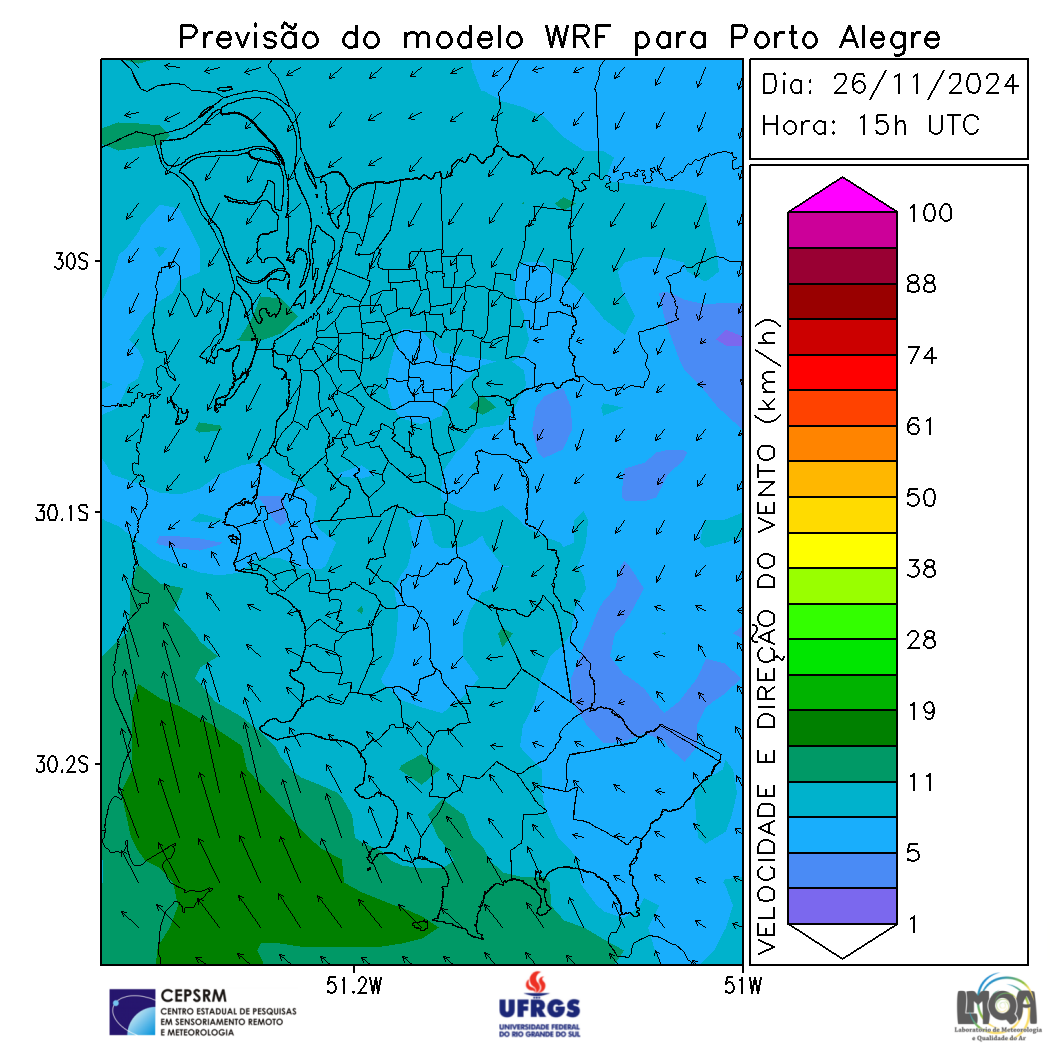 Previsão do modelo WRF para Porto Alegre
Dia: 26/11/2024
Hora: 15h UTC
30S
30.1S
30.2S
51.2W
51W
VELOCIDADE E DIREÇÃO DO VENTO (km/h)
100
88
74
61
50
38
28
19
11
5
1
CEPSRM
CENTRO ESTADUAL DE PESQUISAS
EM SENSORIAMENTO REMOTO
E METEOROLOGIA
UFRGS
UNIVERSIDADE FEDERAL
DO RIO GRANDE DO SUL
LMQA
Laboratório de Meteorologia
e Qualidade do Ar